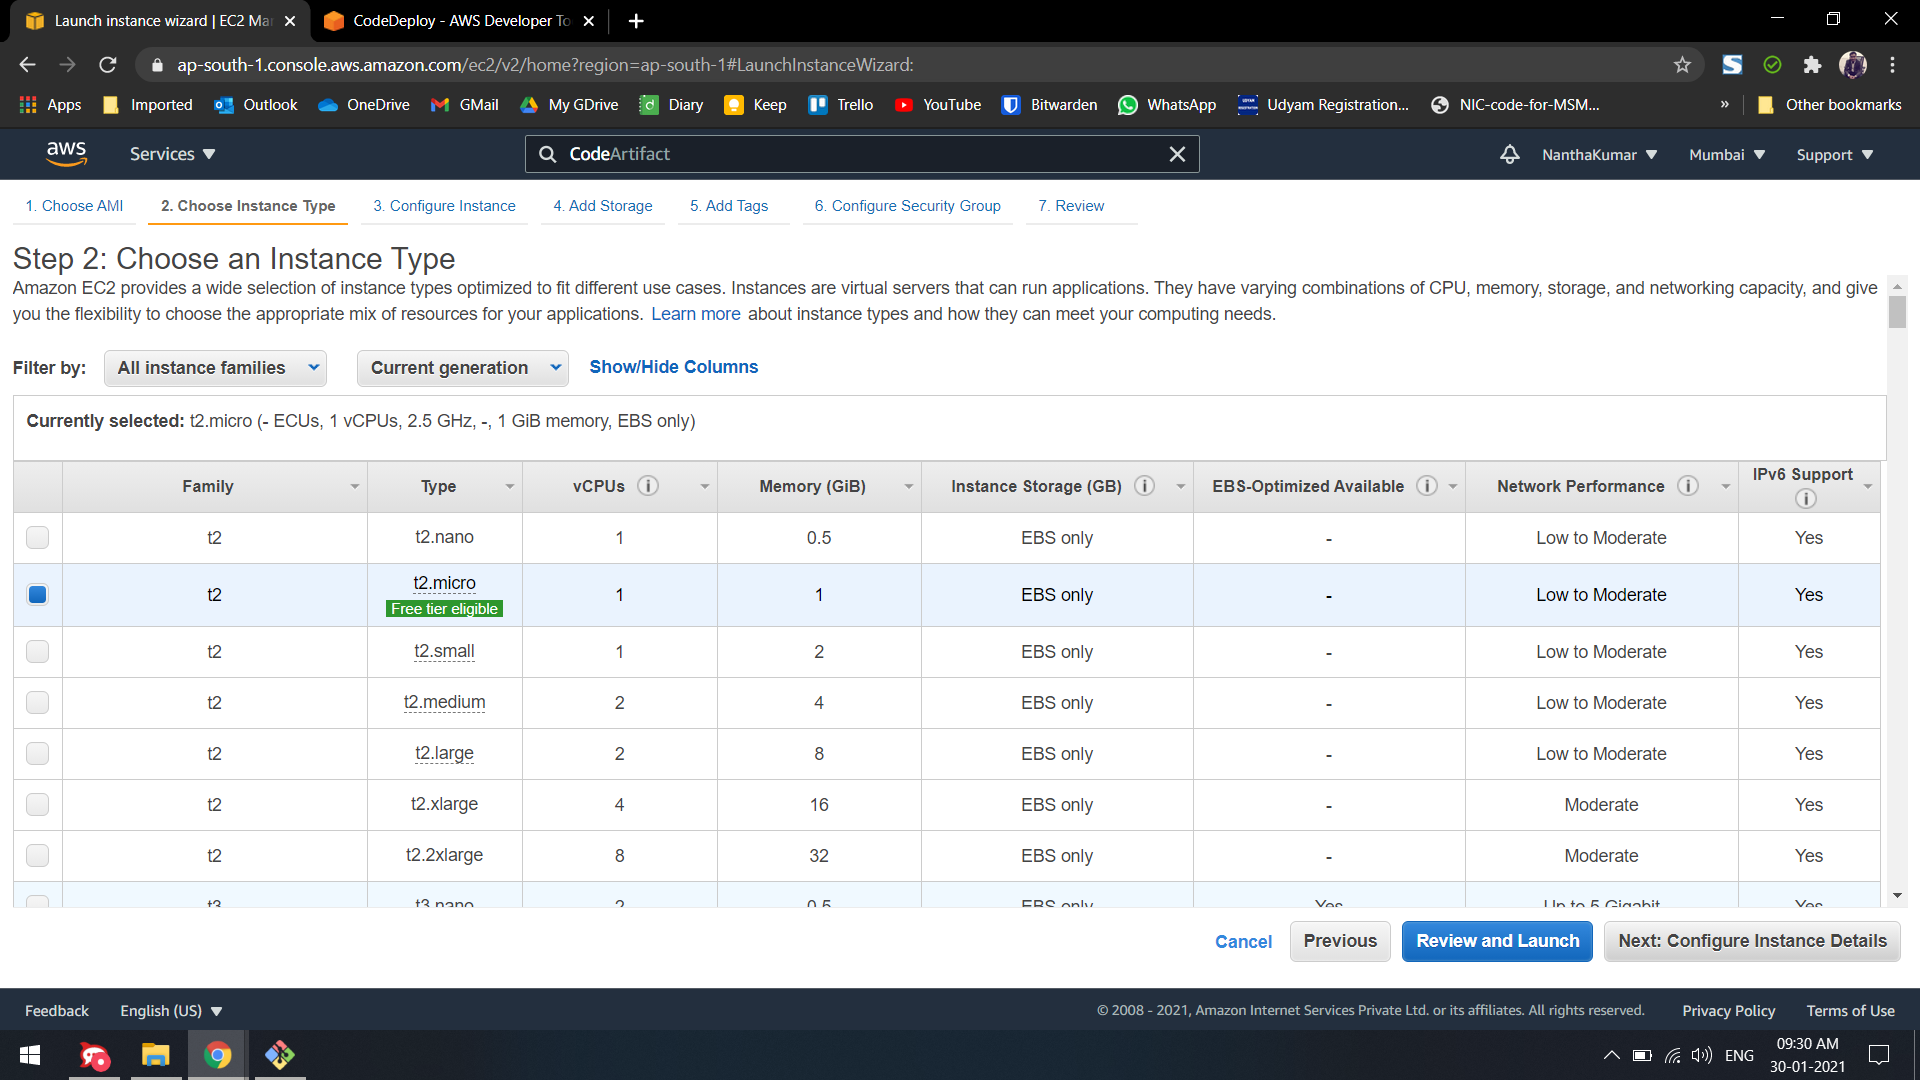 Launch instance wizard | EC2 Mar
CodeDeploy - AWS Developer To
ap-south-1.console.aws.amazon.com/ec2/v2/home?region=ap-south-1#LaunchInstanceWizard:
Apps Imported Outlook OneDrive GMail My GDrive Diary Keep Trello YouTube Bitwarden WhatsApp Udyam Registration... NIC-code-for-MSM... » Other bookmarks
aws Services CodeArtifact NanthaKumar Mumbai Support
1. Choose AMI 2. Choose Instance Type 3. Configure Instance 4. Add Storage 5. Add Tags 6. Configure Security Group 7. Review
Step 2: Choose an Instance Type
Amazon EC2 provides a wide selection of instance types optimized to fit different use cases. Instances are virtual servers that can run applications. They have varying combinations of CPU, memory, storage, and networking capacity, and give
you the flexibility to choose the appropriate mix of resources for your applications. Learn more about instance types and how they can meet your computing needs.
Filter by: All instance families Current generation Show/Hide Columns
Currently selected: t2.micro (- ECUs, 1 vCPUs, 2.5 GHz, -, 1 GiB memory, EBS only)
Family Type vCPUs Memory (GiB) Instance Storage (GB) EBS-Optimized Available Network Performance IPv6 Support
t2 t2.nano 1 0.5 EBS only - Low to Moderate Yes
t2 t2.micro 1 1 EBS only - Low to Moderate Yes
Free tier eligible
t2 t2.small 1 2 EBS only - Low to Moderate Yes
t2 t2.medium 2 4 EBS only - Low to Moderate Yes
t2 t2.large 2 8 EBS only - Low to Moderate Yes
t2 t2.xlarge 4 16 EBS only - Moderate Yes
t2 t2.2xlarge 8 32 EBS only - Moderate Yes
t3 t3.nano 2 0.5 EBS only Yes Up to 5 Gigabit Yes
Cancel Previous Review and Launch Next: Configure Instance Details
Feedback English (US) © 2008 - 2021, Amazon Internet Services Private Ltd. or its affiliates. All rights reserved. Privacy Policy Terms of Use
ENG 09:30 AM
30-01-2021